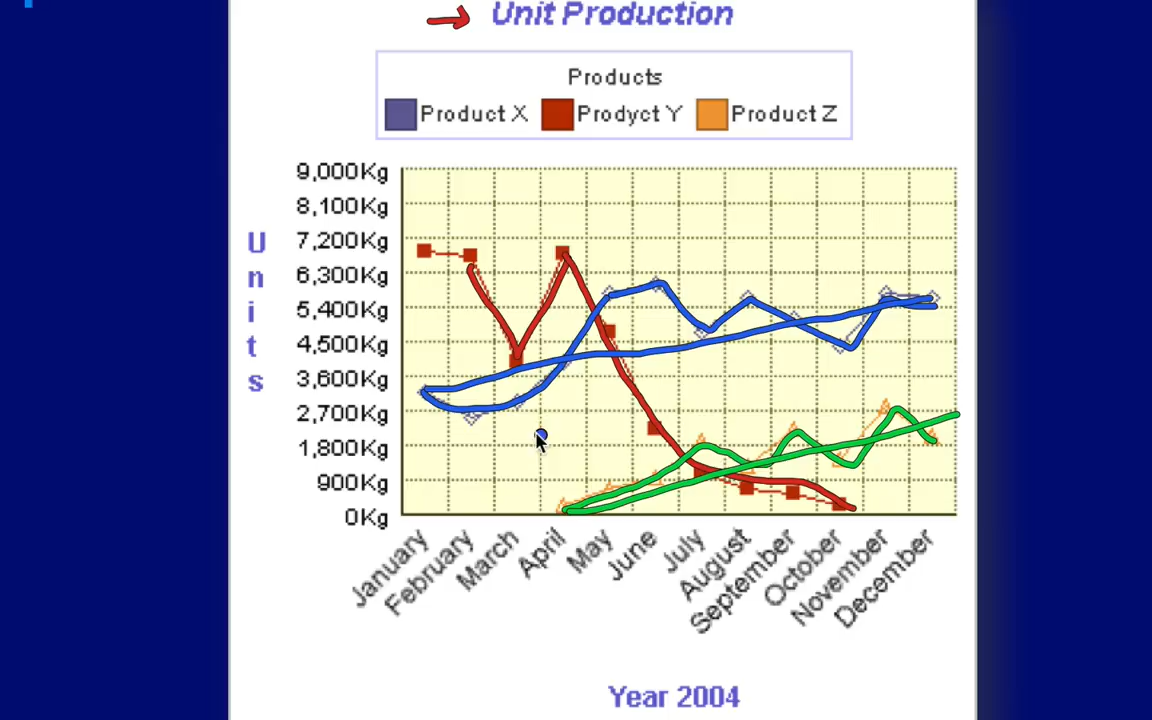 Unit Production
Products
Product X Prodyct Y Product Z
9,000Kg
8,100Kg
7,200Kg
6,300Kg
5,400Kg
4,500Kg
3,600Kg
2,700Kg
1,800Kg
900Kg
0Kg
Units
January
February
March
April
May
June
July
August
September
October
November
December
Year 2004